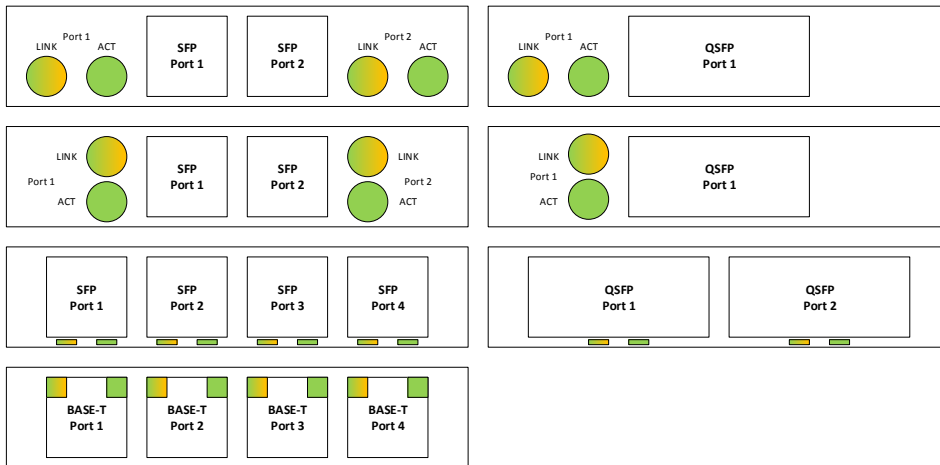 Port 1
LINK ACT
SFP
Port 1
SFP
Port 2
Port 2
LINK ACT
Port 1
LINK ACT
QSFP
Port 1
LINK
Port 1
ACT
SFP
Port 1
SFP
Port 2
LINK
Port 2
ACT
LINK
Port 1
ACT
QSFP
Port 1
SFP
Port 1
SFP
Port 2
SFP
Port 3
SFP
Port 4
QSFP
Port 1
QSFP
Port 2
BASE-T
Port 1
BASE-T
Port 2
BASE-T
Port 3
BASE-T
Port 4